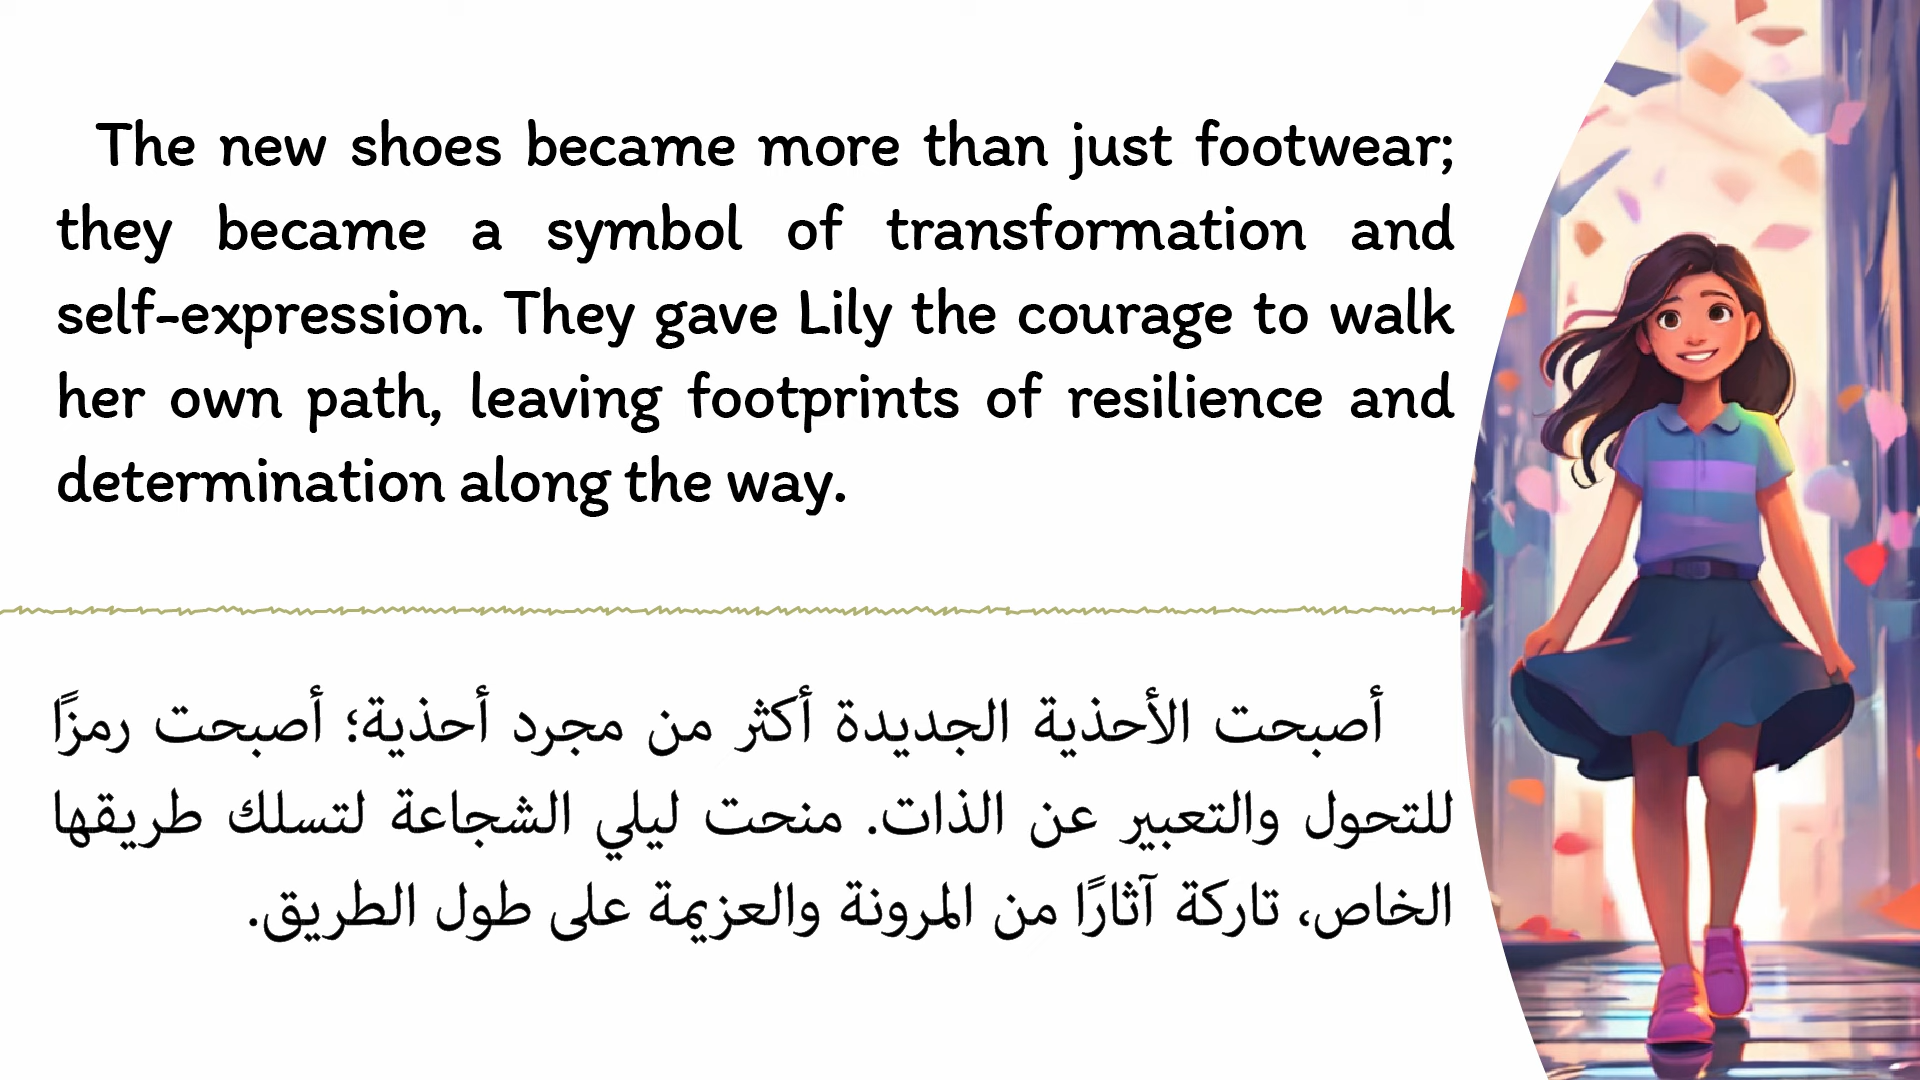 The new shoes became more than just footwear;
they became a symbol of transformation and
self-expression. They gave Lily the courage to walk
her own path, leaving footprints of resilience and
determination along the way.
أصبحت الأحذية الجديدة أكثر من مجرد أحذية؛ أصبحت رمزًا
للتحول والتعبير عن الذات. منحت ليلي الشجاعة لتسلك طريقها
الخاص، تاركة آثارًا من المرونة والعزيمة على طول الطريق.